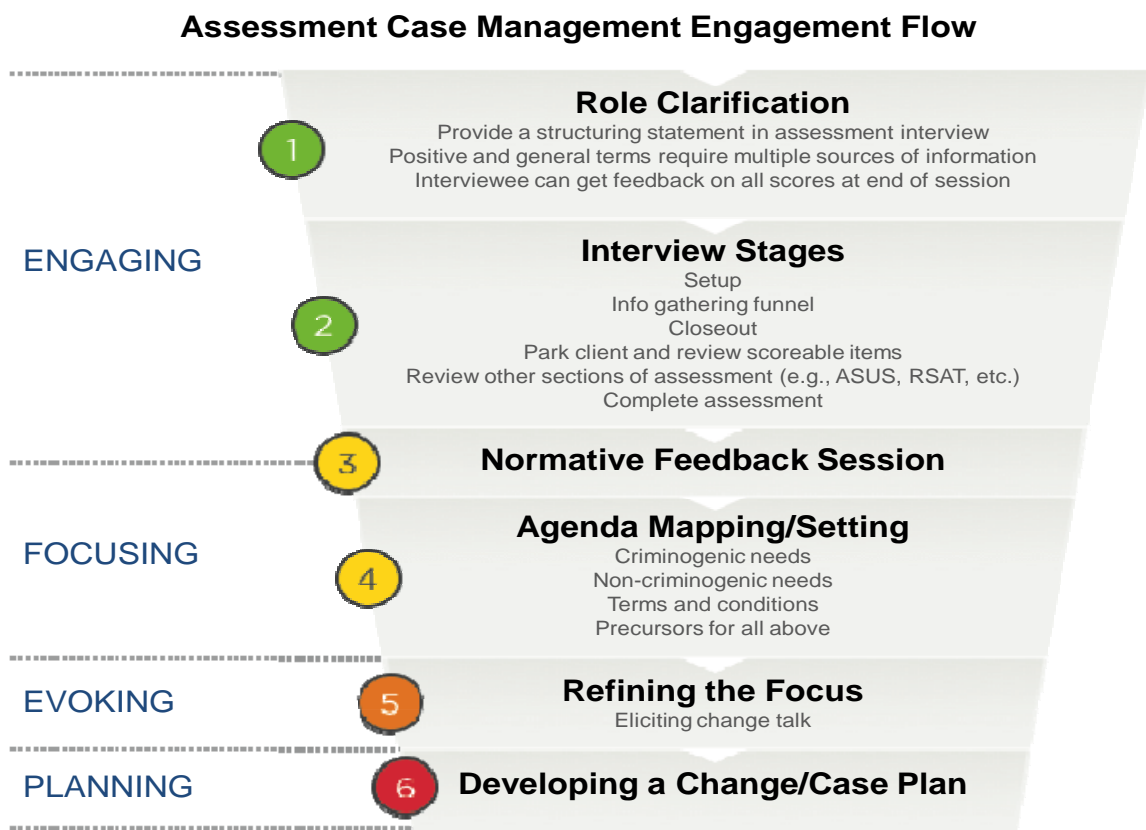 Assessment Case Management Engagement Flow
Role Clarification
1
Provide a structuring statement in assessment interview
Positive and general terms require multiple sources of information
Interviewee can get feedback on all scores at end of session
ENGAGING
Interview Stages
Setup
Info gathering funnel
2
Closeout
Park client and review scoreable items
Review other sections of assessment (e.g., ASUS, RSAT, etc.)
Complete assessment
3
Normative Feedback Session
Agenda Mapping/Setting
FOCUSING
Criminogenic needs
4
Non-criminogenic needs
Terms and conditions
Precursors for all above
EVOKING
5
Refining the Focus
Eliciting change talk
PLANNING
6
Developing a Change/Case Plan